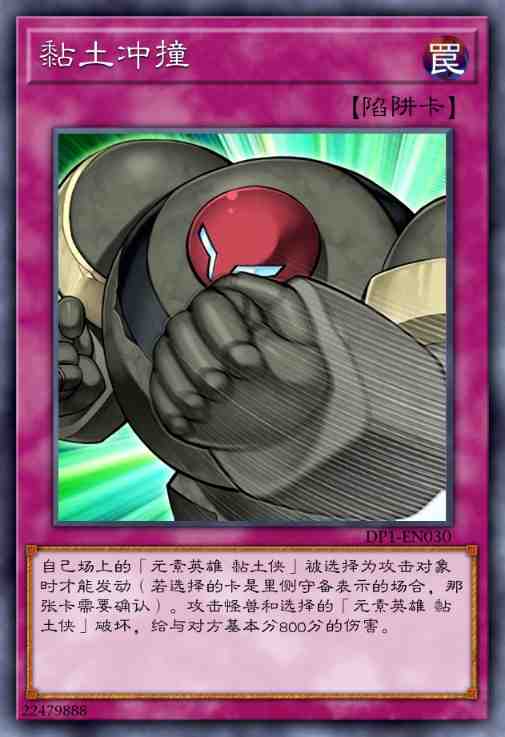 黏土冲撞
罠
【陷阱卡】
DP1-EN030
自己场上的「元素英雄 黏土侠」被选择为攻击对象
时才能发动（若选择的卡是里侧守备表示的场合，那
张卡需要确认）。攻击怪兽和选择的「元素英雄 黏
土侠」破坏，给与对方基本分800分的伤害。
22479888